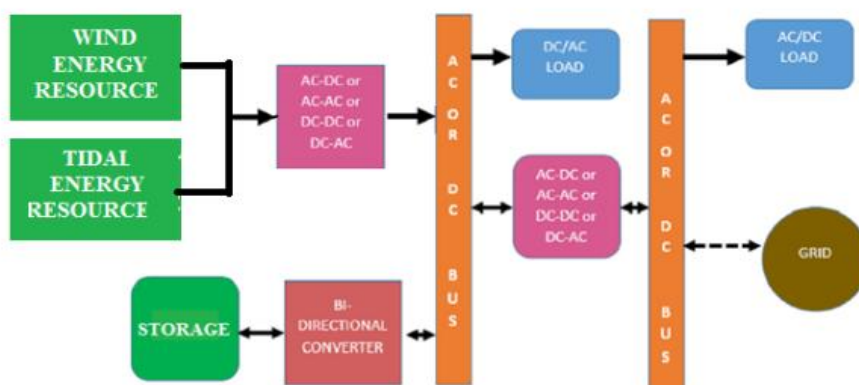 WIND
ENERGY
RESOURCE
TIDAL
ENERGY
RESOURCE
AC-DC or
AC-AC or
DC-DC or
DC-AC
STORAGE
BI-
DIRECTIONAL
CONVERTER
AC OR DC BUS
DC/AC
LOAD
AC-DC or
AC-AC or
DC-DC or
DC-AC
AC OR DC BUS
AC/DC
LOAD
GRID